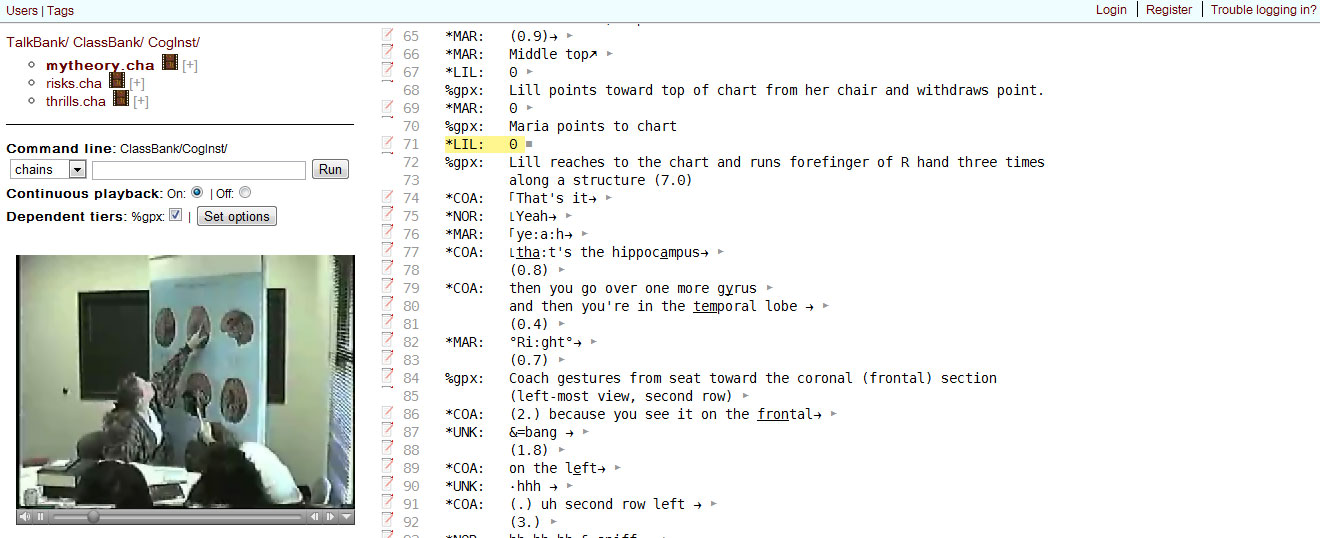 Users | Tags
Login | Register | Trouble logging in?
TalkBank/ ClassBank/ CogInst/
mytheory.cha [+]
risks.cha [+]
thrills.cha [+]
Command line: ClassBank/CogInst/
chains Run
Continuous playback: On: | Off:
Dependent tiers: %gpx: | Set options
65 *MAR: (0.9)→
66 *MAR: Middle top↗
67 *LIL: 0
68 %gpx: Lill points toward top of chart from her chair and withdraws point.
69 *MAR: 0
70 %gpx: Maria points to chart
71 *LIL: 0
72 %gpx: Lill reaches to the chart and runs forefinger of R hand three times
73 along a structure (7.0)
74 *COA: ⌈That's it→
75 *NOR: ⌊Yeah→
76 *MAR: ⌈ye:a:h→
77 *COA: ⌊tha:t's the hippocampus→
78 (0.8)
79 *COA: then you go over one more gyrus
80 and then you're in the temporal lobe →
81 (0.4)
82 *MAR: °Ri:ght°→
83 (0.7)
84 %gpx: Coach gestures from seat toward the coronal (frontal) section
85 (left-most view, second row)
86 *COA: (2.) because you see it on the frontal→
87 *UNK: &=bang →
88 (1.8)
89 *COA: on the left→
90 *UNK: ·hhh →
91 *COA: (.) uh second row left →
92 (3.)